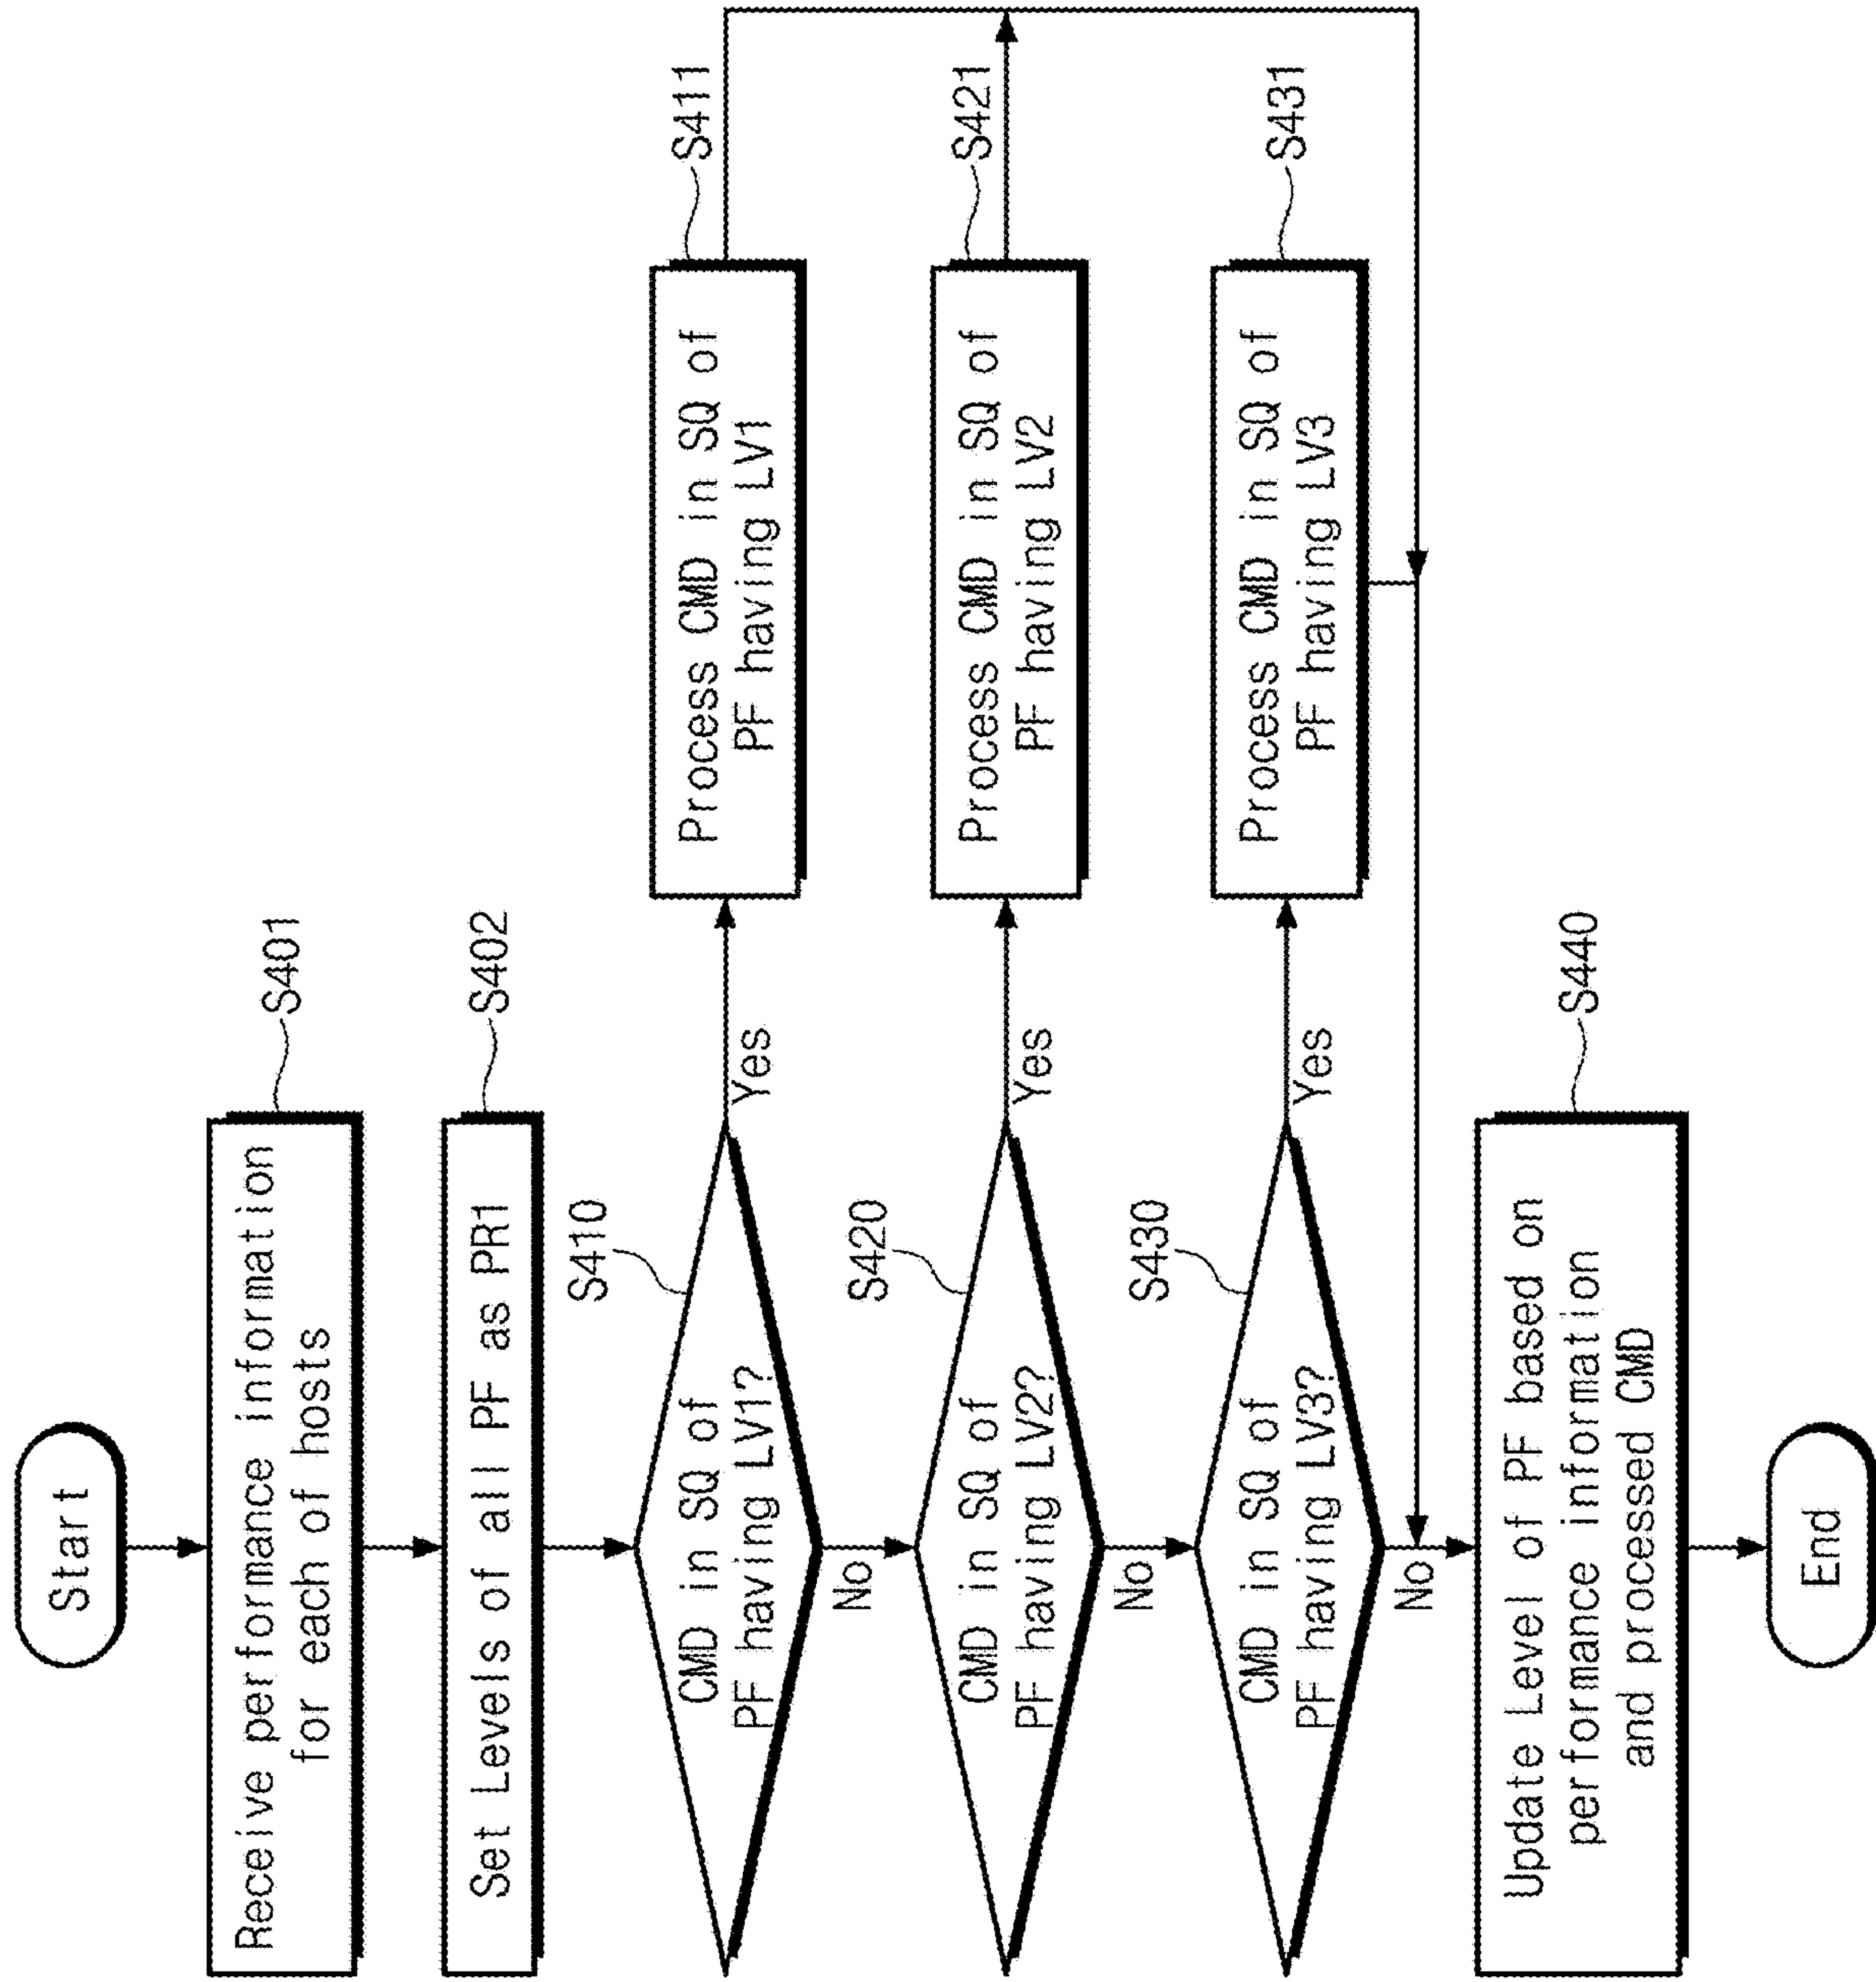 Start
Receive performance information
for each of hosts
S401
Set Levels of all PF as PR1
S402
CMD in SQ of
PF having LV1?
S410
Yes
No
Process CMD in SQ of
PF having LV1
S411
CMD in SQ of
PF having LV2?
S420
Yes
No
Process CMD in SQ of
PF having LV2
S421
CMD in SQ of
PF having LV3?
S430
Yes
No
Process CMD in SQ of
PF having LV3
S431
Update Level of PF based on
performance information
and processed CMD
S440
End